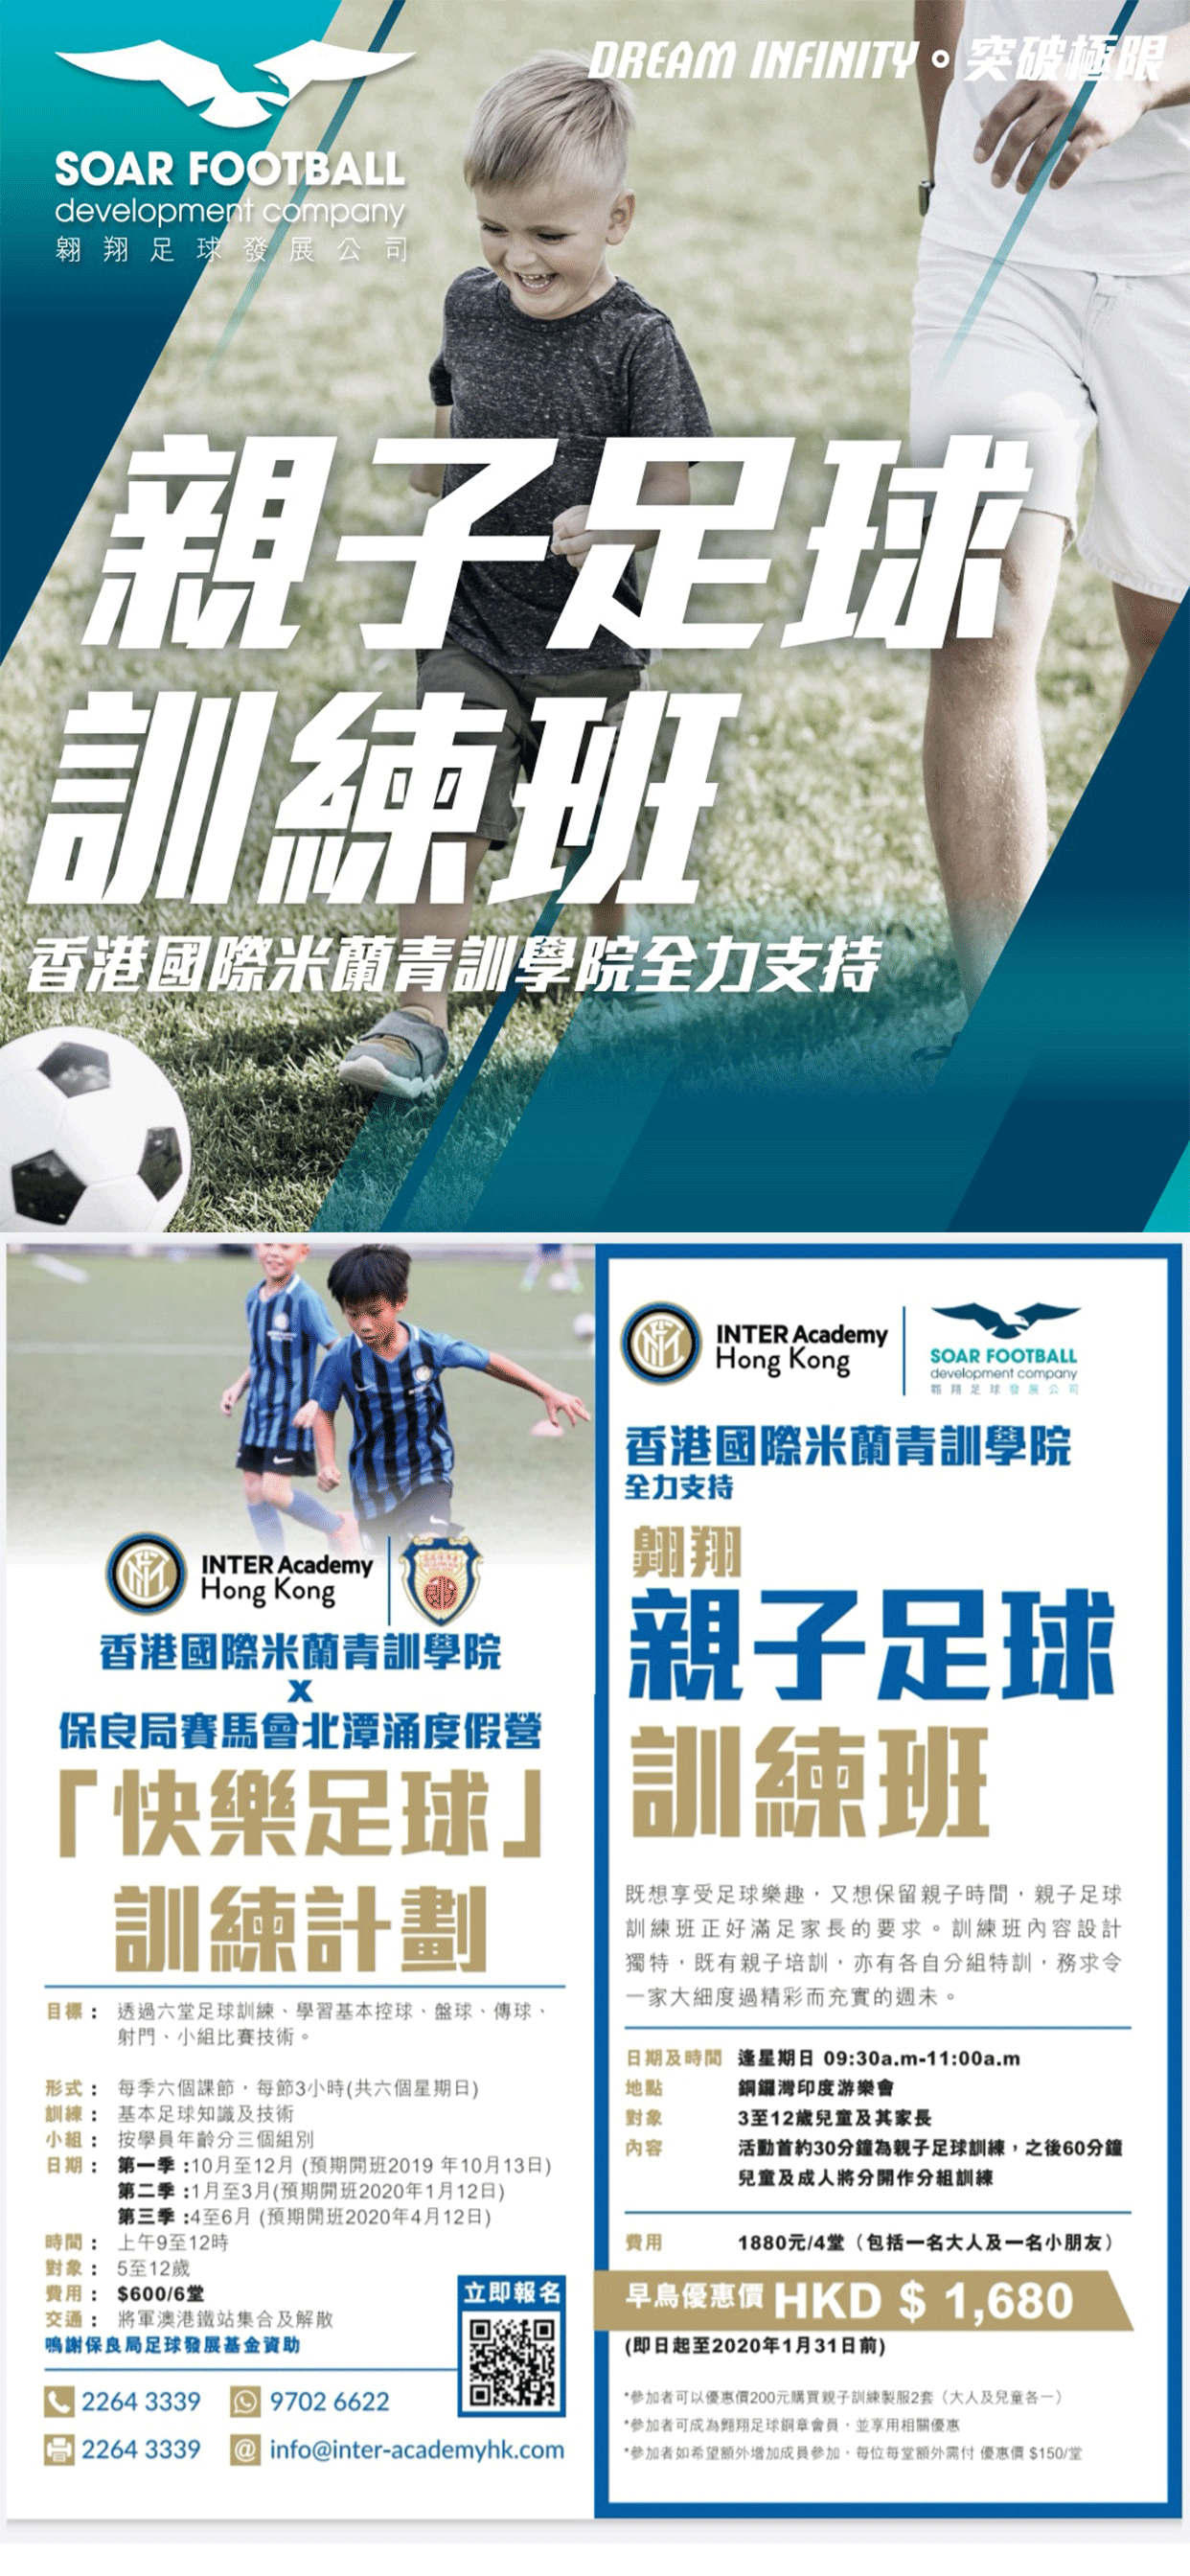 DREAM INFINITY。突破極限
SOAR FOOTBALL
development company
翱翔足球發展公司
親子足球
訓練班
香港國際米蘭青訓學院全力支持
INTER Academy
Hong Kong
香港國際米蘭青訓學院
X
保良局賽馬會北潭涌度假營
「快樂足球」
訓練計劃
目標： 透過六堂足球訓練、學習基本控球、盤球、傳球、
射門、小組比賽技術。
形式： 每季六個課節，每節3小時(共六個星期日)
訓練： 基本足球知識及技術
小組： 按學員年齡分三個組別
日期： 第一季 :10月至12月 (預期開班2019 年10月13日)
第二季 :1月至3月(預期開班2020年1月12日)
第三季 :4至6月 (預期開班2020年4月12日)
時間： 上午9至12時
對象： 5至12歲
費用： $600/6堂
交通： 將軍澳港鐵站集合及解散
鳴謝保良局足球發展基金資助
立即報名
2264 3339 9702 6622
2264 3339 info@inter-academyhk.com
INTER Academy
Hong Kong
SOAR FOOTBALL
development company
翱翔足球發展公司
香港國際米蘭青訓學院
全力支持
翱翔
親子足球
訓練班
既想享受足球樂趣，又想保留親子時間，親子足球
訓練班正好滿足家長的要求。訓練班內容設計
獨特，既有親子培訓，亦有各自分組特訓，務求令
一家大細度過精彩而充實的週未。
日期及時間 逢星期日 09:30a.m-11:00a.m
地點 銅鑼灣印度游樂會
對象 3至12歲兒童及其家長
內容 活動首約30分鐘為親子足球訓練，之後60分鐘
兒童及成人將分開作分組訓練
費用 1880元/4堂（包括一名大人及一名小朋友）
早鳥優惠價 HKD $ 1,680
(即日起至2020年1月31日前)
*參加者可以優惠價200元購買親子訓練製服2套（大人及兒童各一）
*參加者可成為翱翔足球銅章會員，並享用相關優惠
*參加者如希望額外增加成員參加，每位每堂額外需付 優惠價 $150/堂